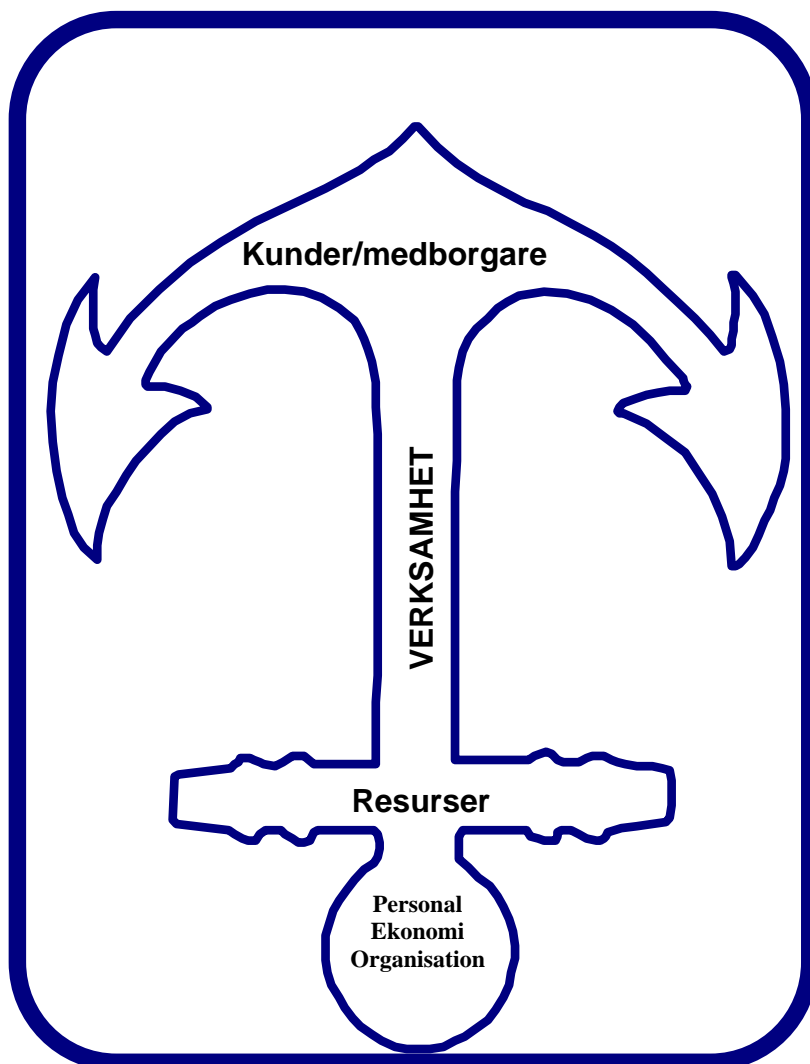 Kunder/medborgare
VERKSAMHET
Resurser
Personal
Ekonomi
Organisation